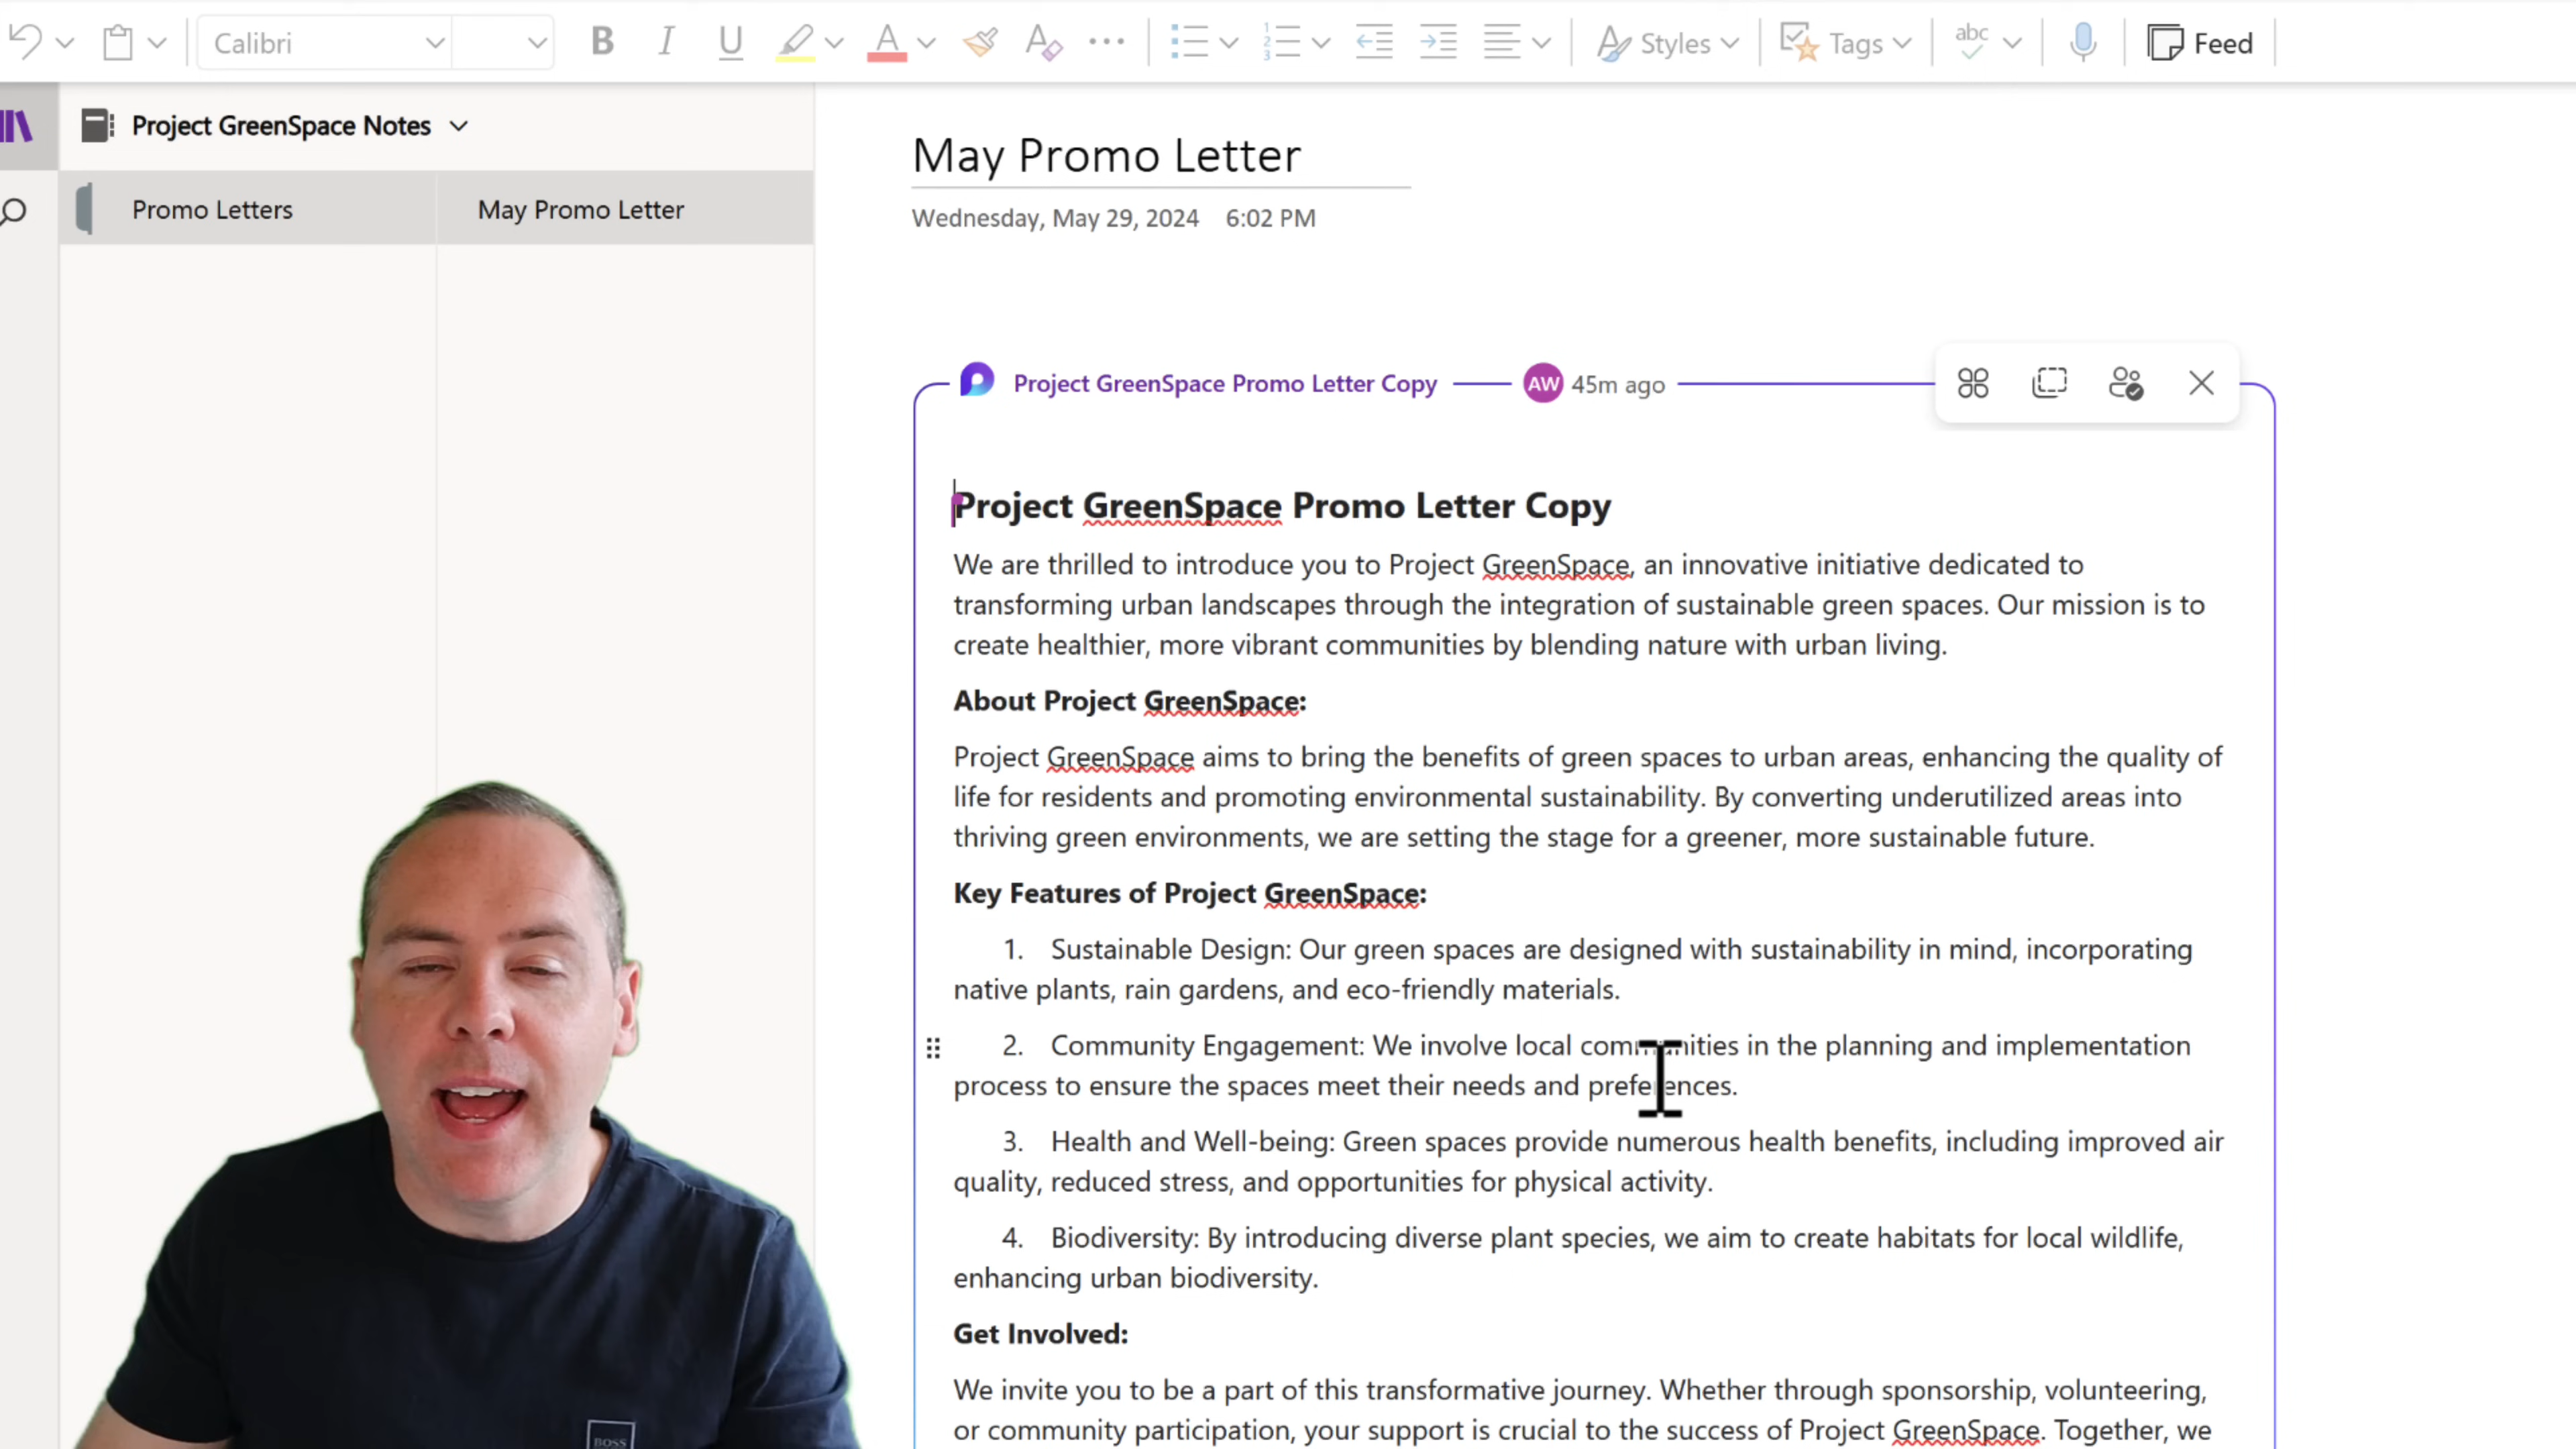 Calibri
B I U A A Styles Tags abc Feed
Project GreenSpace Notes
Promo Letters
May Promo Letter
May Promo Letter
Wednesday, May 29, 2024 6:02 PM
Project GreenSpace Promo Letter Copy AW 45m ago
Project GreenSpace Promo Letter Copy
We are thrilled to introduce you to Project GreenSpace, an innovative initiative dedicated to
transforming urban landscapes through the integration of sustainable green spaces. Our mission is to
create healthier, more vibrant communities by blending nature with urban living.
About Project GreenSpace:
Project GreenSpace aims to bring the benefits of green spaces to urban areas, enhancing the quality of
life for residents and promoting environmental sustainability. By converting underutilized areas into
thriving green environments, we are setting the stage for a greener, more sustainable future.
Key Features of Project GreenSpace:
1. Sustainable Design: Our green spaces are designed with sustainability in mind, incorporating
native plants, rain gardens, and eco-friendly materials.
2. Community Engagement: We involve local communities in the planning and implementation
process to ensure the spaces meet their needs and preferences.
3. Health and Well-being: Green spaces provide numerous health benefits, including improved air
quality, reduced stress, and opportunities for physical activity.
4. Biodiversity: By introducing diverse plant species, we aim to create habitats for local wildlife,
enhancing urban biodiversity.
Get Involved:
We invite you to be a part of this transformative journey. Whether through sponsorship, volunteering,
or community participation, your support is crucial to the success of Project GreenSpace. Together, we
BOSS